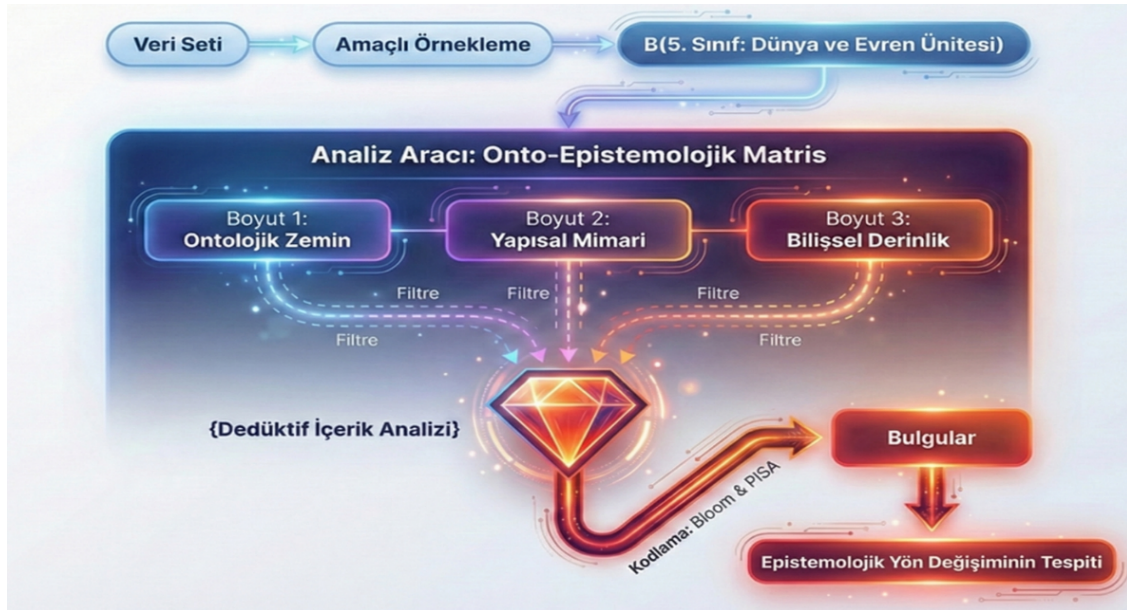 Veri Seti
Amaçlı Örnekleme
B(5. Sınıf: Dünya ve Evren Ünitesi)
Analiz Aracı: Onto-Epistemolojik Matris
Boyut 1:
Ontolojik Zemin
Boyut 2:
Yapısal Mimari
Boyut 3:
Bilişsel Derinlik
Filtre
Filtre
Filtre
Filtre
Filtre
{Dedüktif İçerik Analizi}
Kodlama: Bloom & PISA
Bulgular
Epistemolojik Yön Değişiminin Tespiti